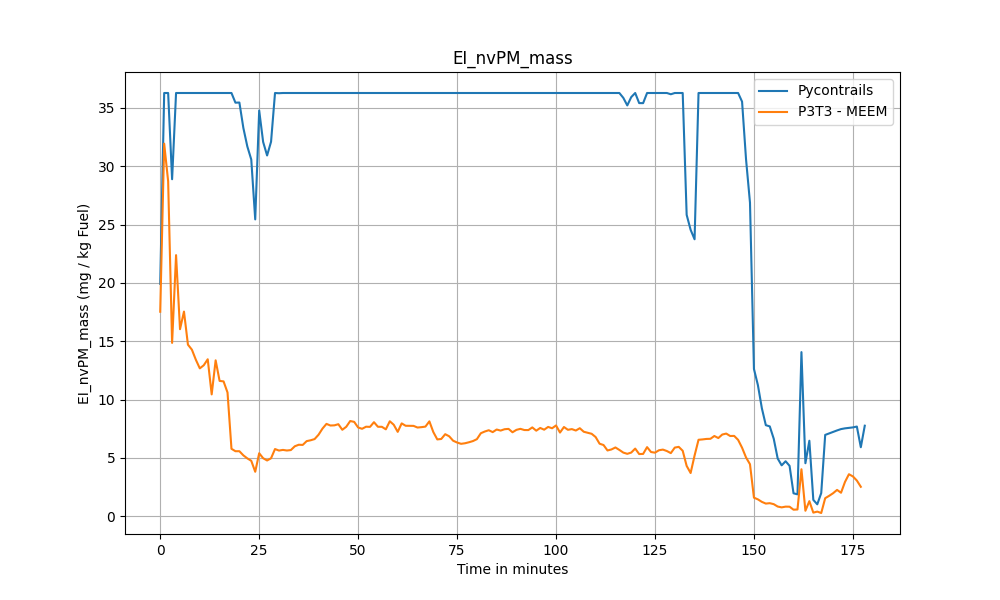 EI_nvPM_mass
Pycontrails
P3T3 - MEEM
EI_nvPM_mass (mg / kg Fuel)
35
30
25
20
15
10
5
0
0 25 50 75 100 125 150 175
Time in minutes